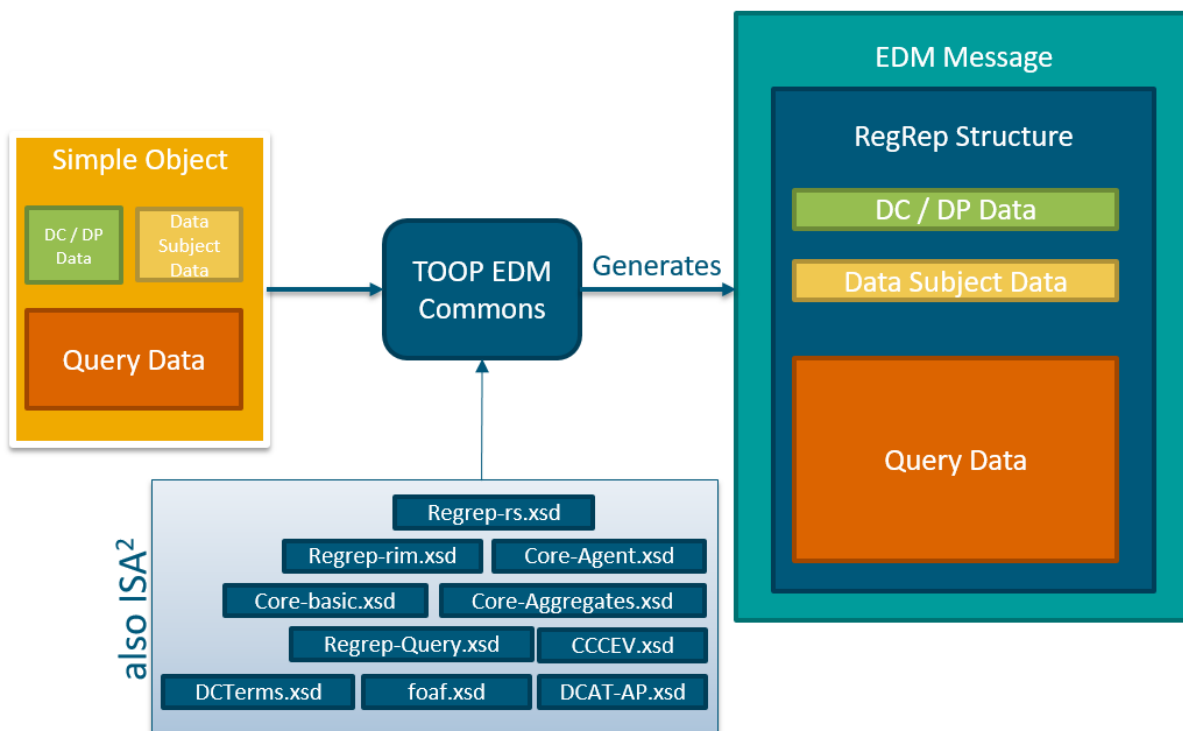 Simple Object
DC / DP
Data
Data
Subject
Data
Query Data
TOOP EDM
Commons
Generates
EDM Message
RegRep Structure
DC / DP Data
Data Subject Data
Query Data
also ISA²
Regrep-rs.xsd
Regrep-rim.xsd
Core-Agent.xsd
Core-basic.xsd
Core-Aggregates.xsd
Regrep-Query.xsd
CCCEV.xsd
DCTerms.xsd
foaf.xsd
DCAT-AP.xsd